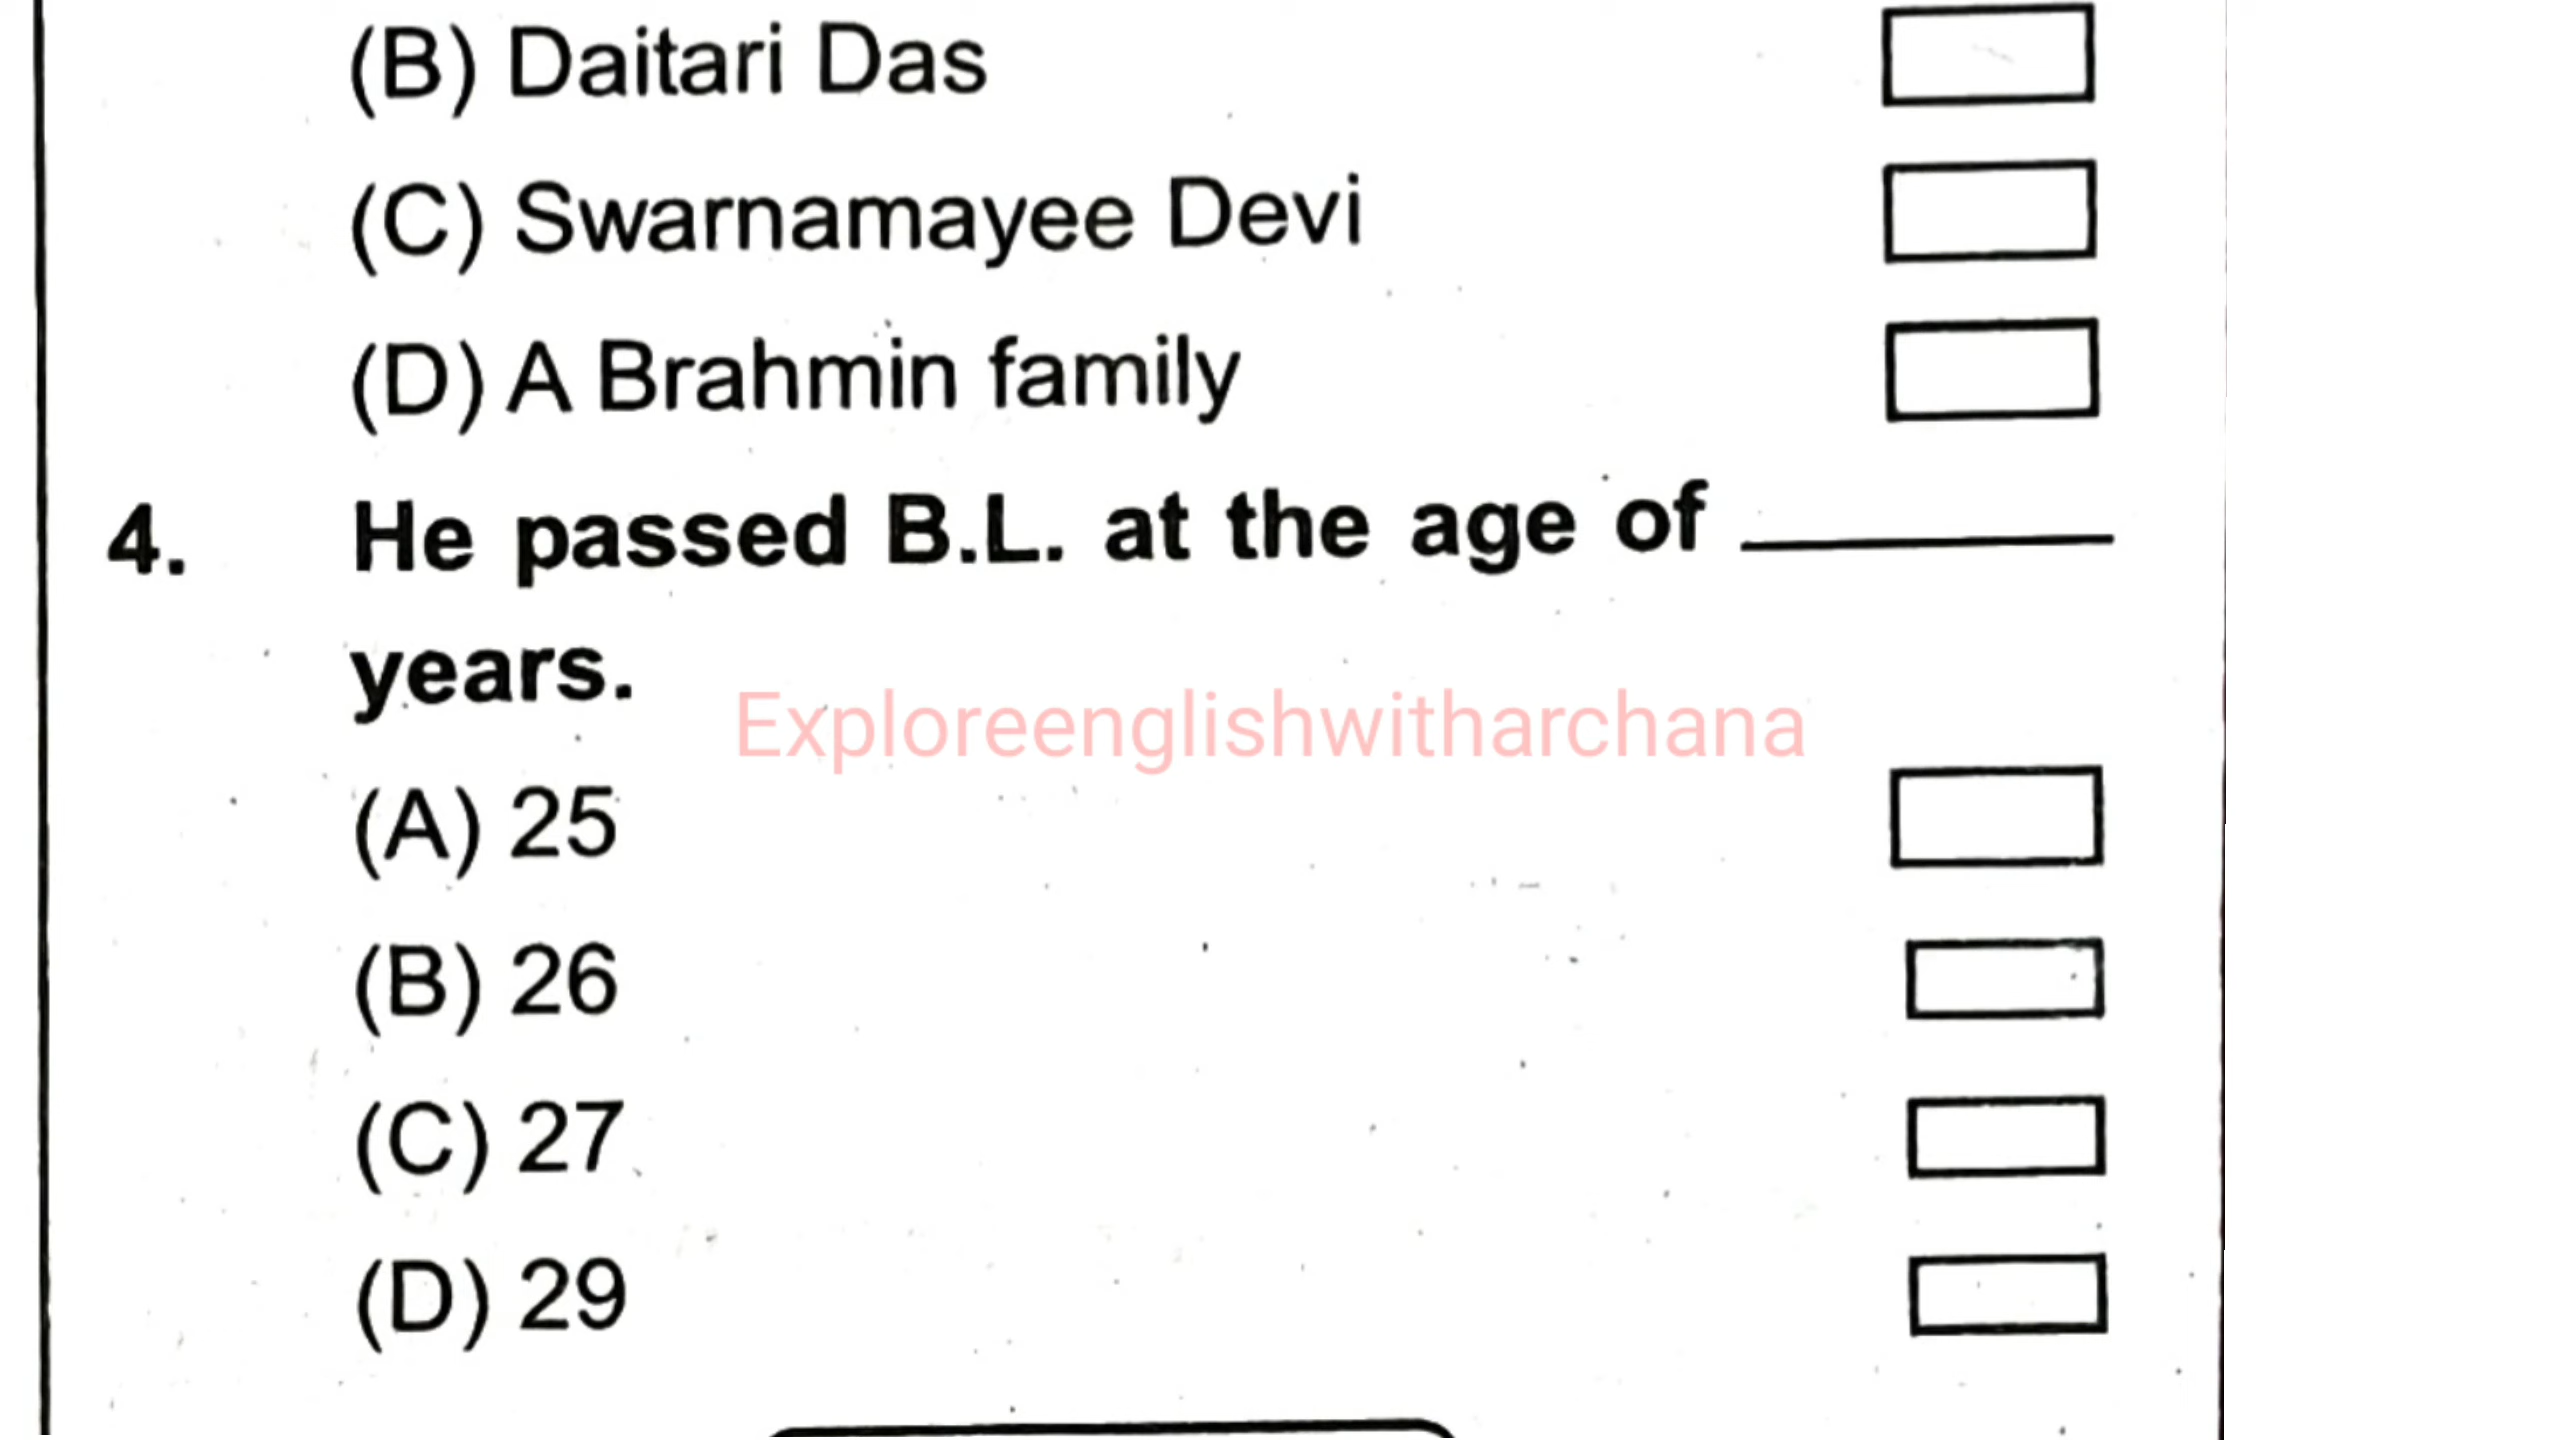 (B) Daitari Das
(C) Swarnamayee Devi
(D) A Brahmin family
4. He passed B.L. at the age of ________
years.
Exploreenglishwitharchana
(A) 25
(B) 26
(C) 27
(D) 29